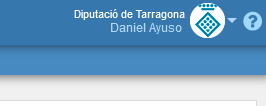 Diputació de Tarragona
Daniel Ayuso
?